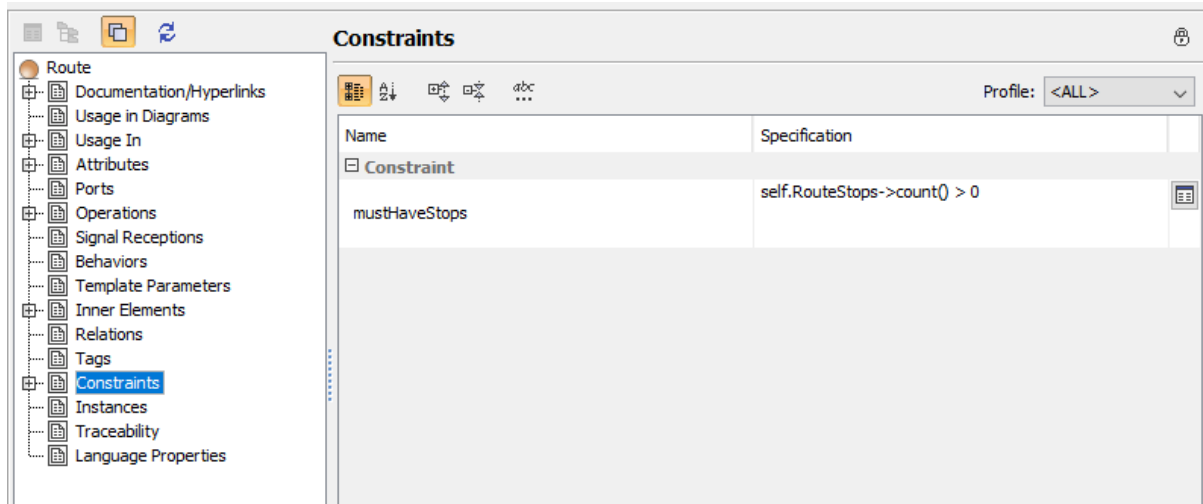 Constraints
Route
Documentation/Hyperlinks
Usage in Diagrams
Usage In
Attributes
Ports
Operations
Signal Receptions
Behaviors
Template Parameters
Inner Elements
Relations
Tags
Constraints
Instances
Traceability
Language Properties
A Z
abc
...
Profile: <ALL>
Name Specification
Constraint
mustHaveStops self.RouteStops->count() > 0